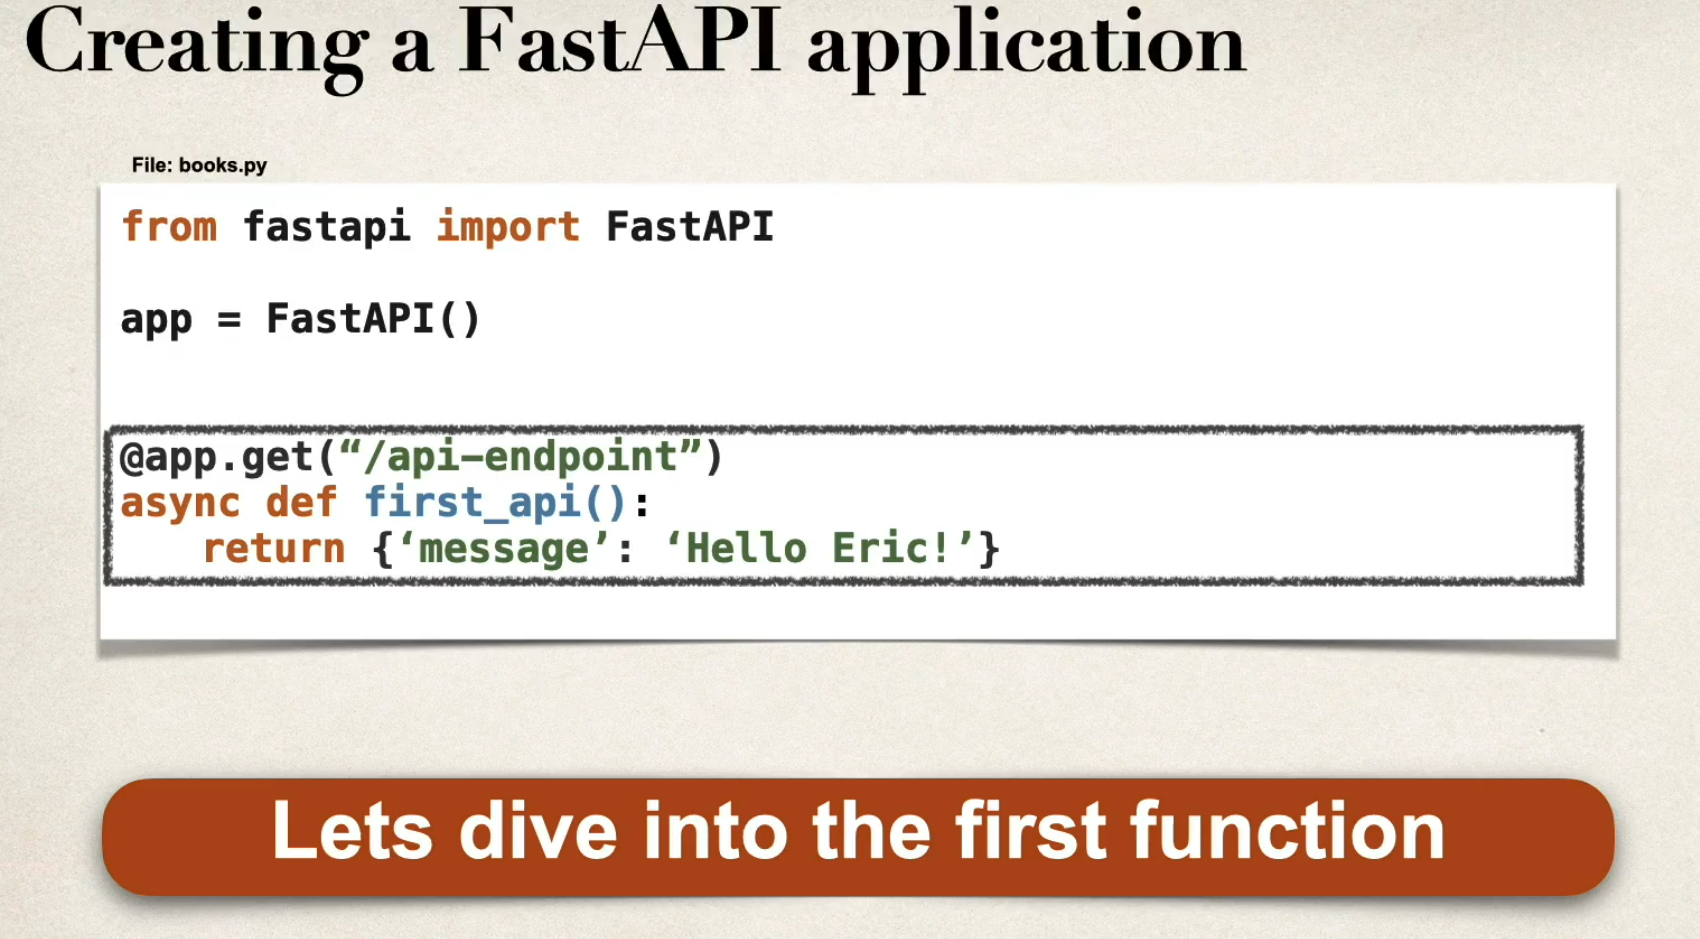 Creating a FastAPI application
File: books.py
from fastapi import FastAPI
app = FastAPI()
@app.get(“/api-endpoint”)
async def first_api():
return {‘message’: ‘Hello Eric!’}
Lets dive into the first function